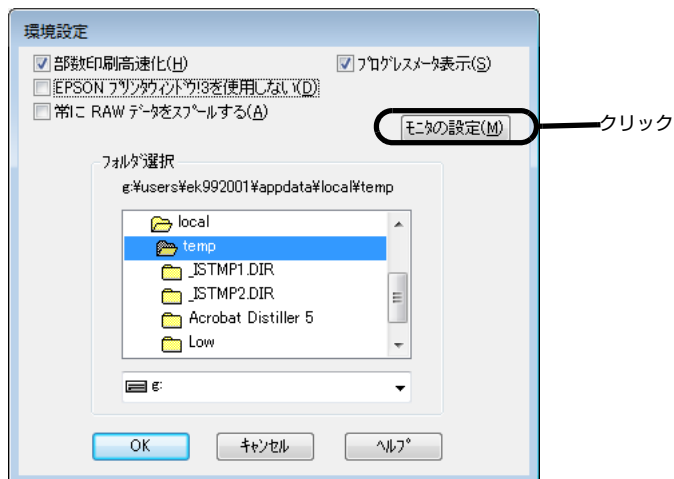 環境設定
部数印刷高速化(H)
ﾌﾟﾛｸﾞﾚｽﾒｰﾀ表示(S)
EPSON ﾌﾟﾘﾝﾀｳｨﾝﾄﾞｳ!3を使用しない(D)
常に RAW ﾃﾞｰﾀをｽﾌﾟｰﾙする(A)
ﾓﾆﾀの設定(M)
クリック
ﾌｫﾙﾀﾞ選択
g:¥users¥ek992001¥appdata¥local¥temp
local
temp
_ISTMP1.DIR
_ISTMP2.DIR
Acrobat Distiller 5
Low
g:
OK
ｷｬﾝｾﾙ
ﾍﾙﾌﾟ